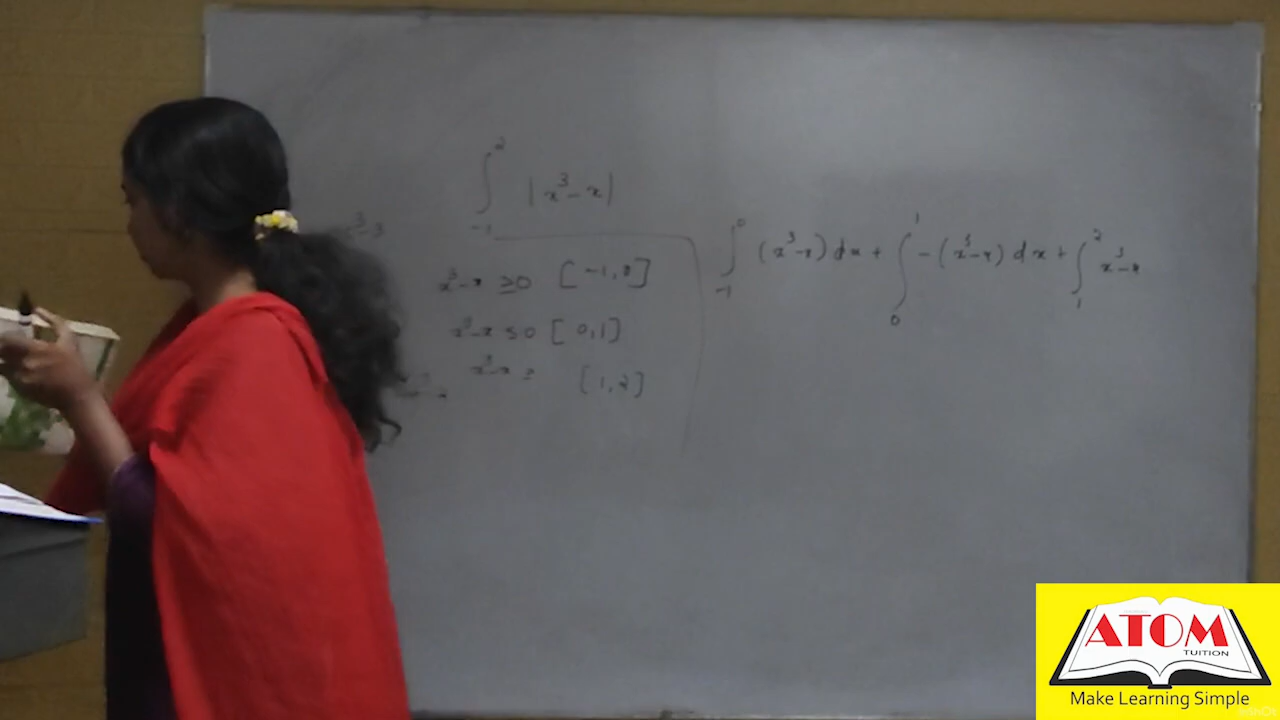 ∫₋₁² |x³-x|
x³-x ≥0 [-1,0]
x³-x ≤0 [0,1]
x³-x ≥ [1,2]
∫₋₁⁰ (x³-x) dx + ∫₀¹ -(x³-x) dx + ∫₁² x³-x
ATOM
TUITION
Make Learning Simple